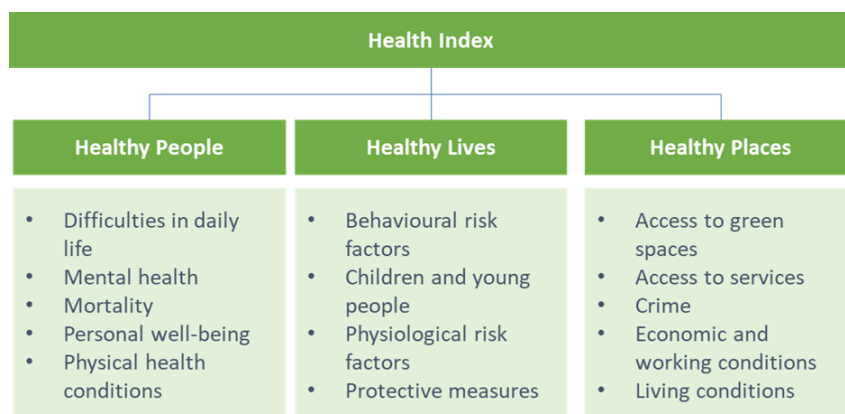 Health Index
Healthy People
• Difficulties in daily
life
• Mental health
• Mortality
• Personal well-being
• Physical health
conditions
Healthy Lives
• Behavioural risk
factors
• Children and young
people
• Physiological risk
factors
• Protective measures
Healthy Places
• Access to green
spaces
• Access to services
• Crime
• Economic and
working conditions
• Living conditions